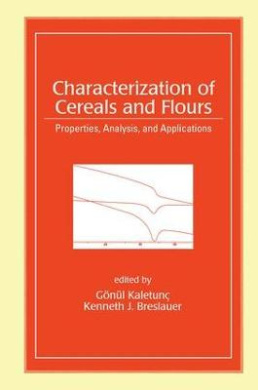 Characterization of
Cereals and Flours
Properties, Analysis, and Applications
edited by
Gönül Kaletunç
Kenneth J. Breslauer